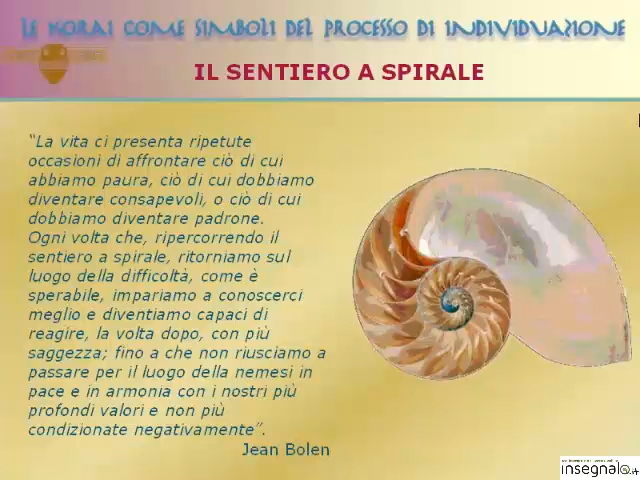 LE KORAI COME SIMBOLI DEL PROCESSO DI INDIVIDUAZIONE
IL SENTIERO A SPIRALE
“La vita ci presenta ripetute
occasioni di affrontare ciò di cui
abbiamo paura, ciò di cui dobbiamo
diventare consapevoli, o ciò di cui
dobbiamo diventare padrone.
Ogni volta che, ripercorrendo il
sentiero a spirale, ritorniamo sul
luogo della difficoltà, come è
sperabile, impariamo a conoscerci
meglio e diventiamo capaci di
reagire, la volta dopo, con più
saggezza; fino a che non riusciamo a
passare per il luogo della nemesi in
pace e in armonia con i nostri più
profondi valori e non più
condizionate negativamente”.
Jean Bolen
insegnalo.it